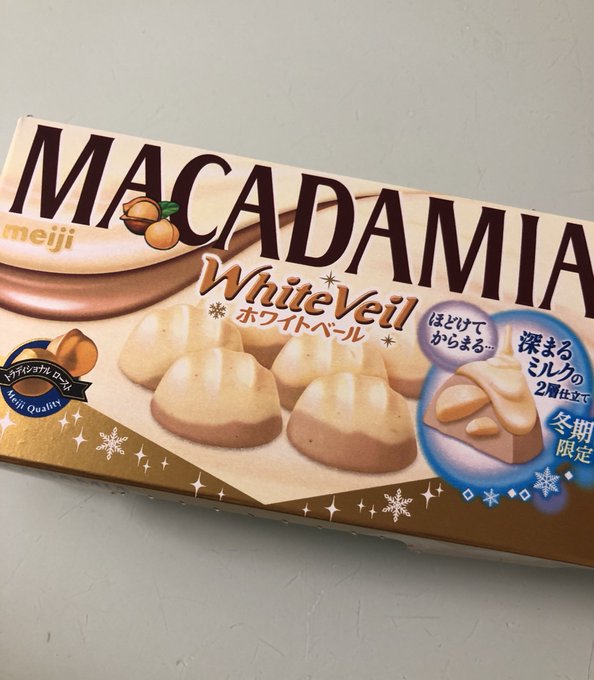 MACADAMIA
meiji
WhiteVeil
ホワイトベール
ほどけて
からまる…
深まる
ミルクの
2層仕立て
冬期
限定
トラディショナル ロースト
Meiji Quality